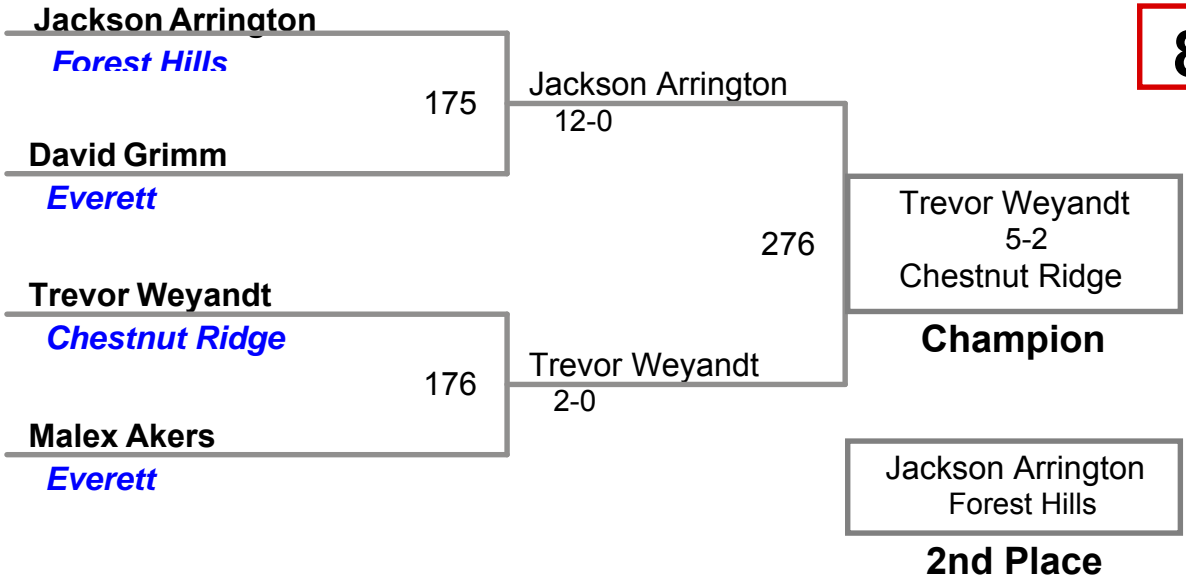 Jackson Arrington
Forest Hills
175
Jackson Arrington
12-0
David Grimm
Everett
276
Trevor Weyandt
5-2
Chestnut Ridge
Champion
Trevor Weyandt
Chestnut Ridge
176
Trevor Weyandt
2-0
Malex Akers
Everett
Jackson Arrington
Forest Hills
2nd Place